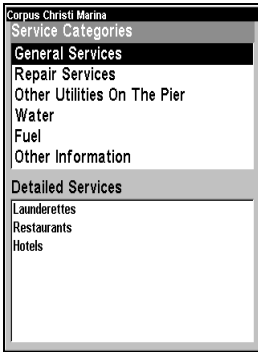 Corpus Christi Marina
Service Categories
General Services
Repair Services
Other Utilities On The Pier
Water
Fuel
Other Information
Detailed Services
Launderettes
Restaurants
Hotels